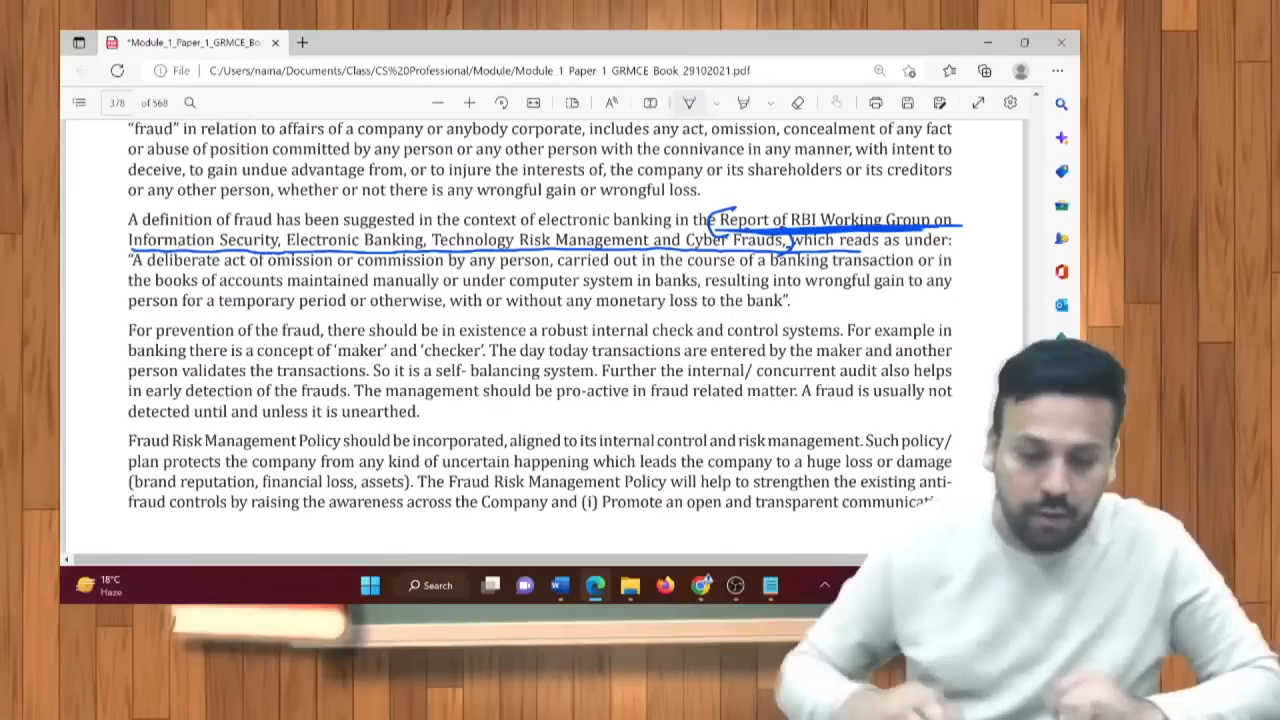 *Module_1_Paper_1_GRMCE_Bo
File
C:/Users/naina/Documents/Class/CS%20Professional/Module/Module_1_Paper_1_GRMCE_Book_29102021.pdf
378 of 568
“fraud” in relation to affairs of a company or anybody corporate, includes any act, omission, concealment of any fact
or abuse of position committed by any person or any other person with the connivance in any manner, with intent to
deceive, to gain undue advantage from, or to injure the interests of, the company or its shareholders or its creditors
or any other person, whether or not there is any wrongful gain or wrongful loss.
A definition of fraud has been suggested in the context of electronic banking in the Report of RBI Working Group on
Information Security, Electronic Banking, Technology Risk Management and Cyber Frauds, which reads as under:
“A deliberate act of omission or commission by any person, carried out in the course of a banking transaction or in
the books of accounts maintained manually or under computer system in banks, resulting into wrongful gain to any
person for a temporary period or otherwise, with or without any monetary loss to the bank”.
For prevention of the fraud, there should be in existence a robust internal check and control systems. For example in
banking there is a concept of ‘maker’ and ‘checker’. The day today transactions are entered by the maker and another
person validates the transactions. So it is a self- balancing system. Further the internal/ concurrent audit also helps
in early detection of the frauds. The management should be pro-active in fraud related matter. A fraud is usually not
detected until and unless it is unearthed.
Fraud Risk Management Policy should be incorporated, aligned to its internal control and risk management. Such policy/
plan protects the company from any kind of uncertain happening which leads the company to a huge loss or damage
(brand reputation, financial loss, assets). The Fraud Risk Management Policy will help to strengthen the existing anti-
fraud controls by raising the awareness across the Company and (i) Promote an open and transparent
18°C
Haze
Search